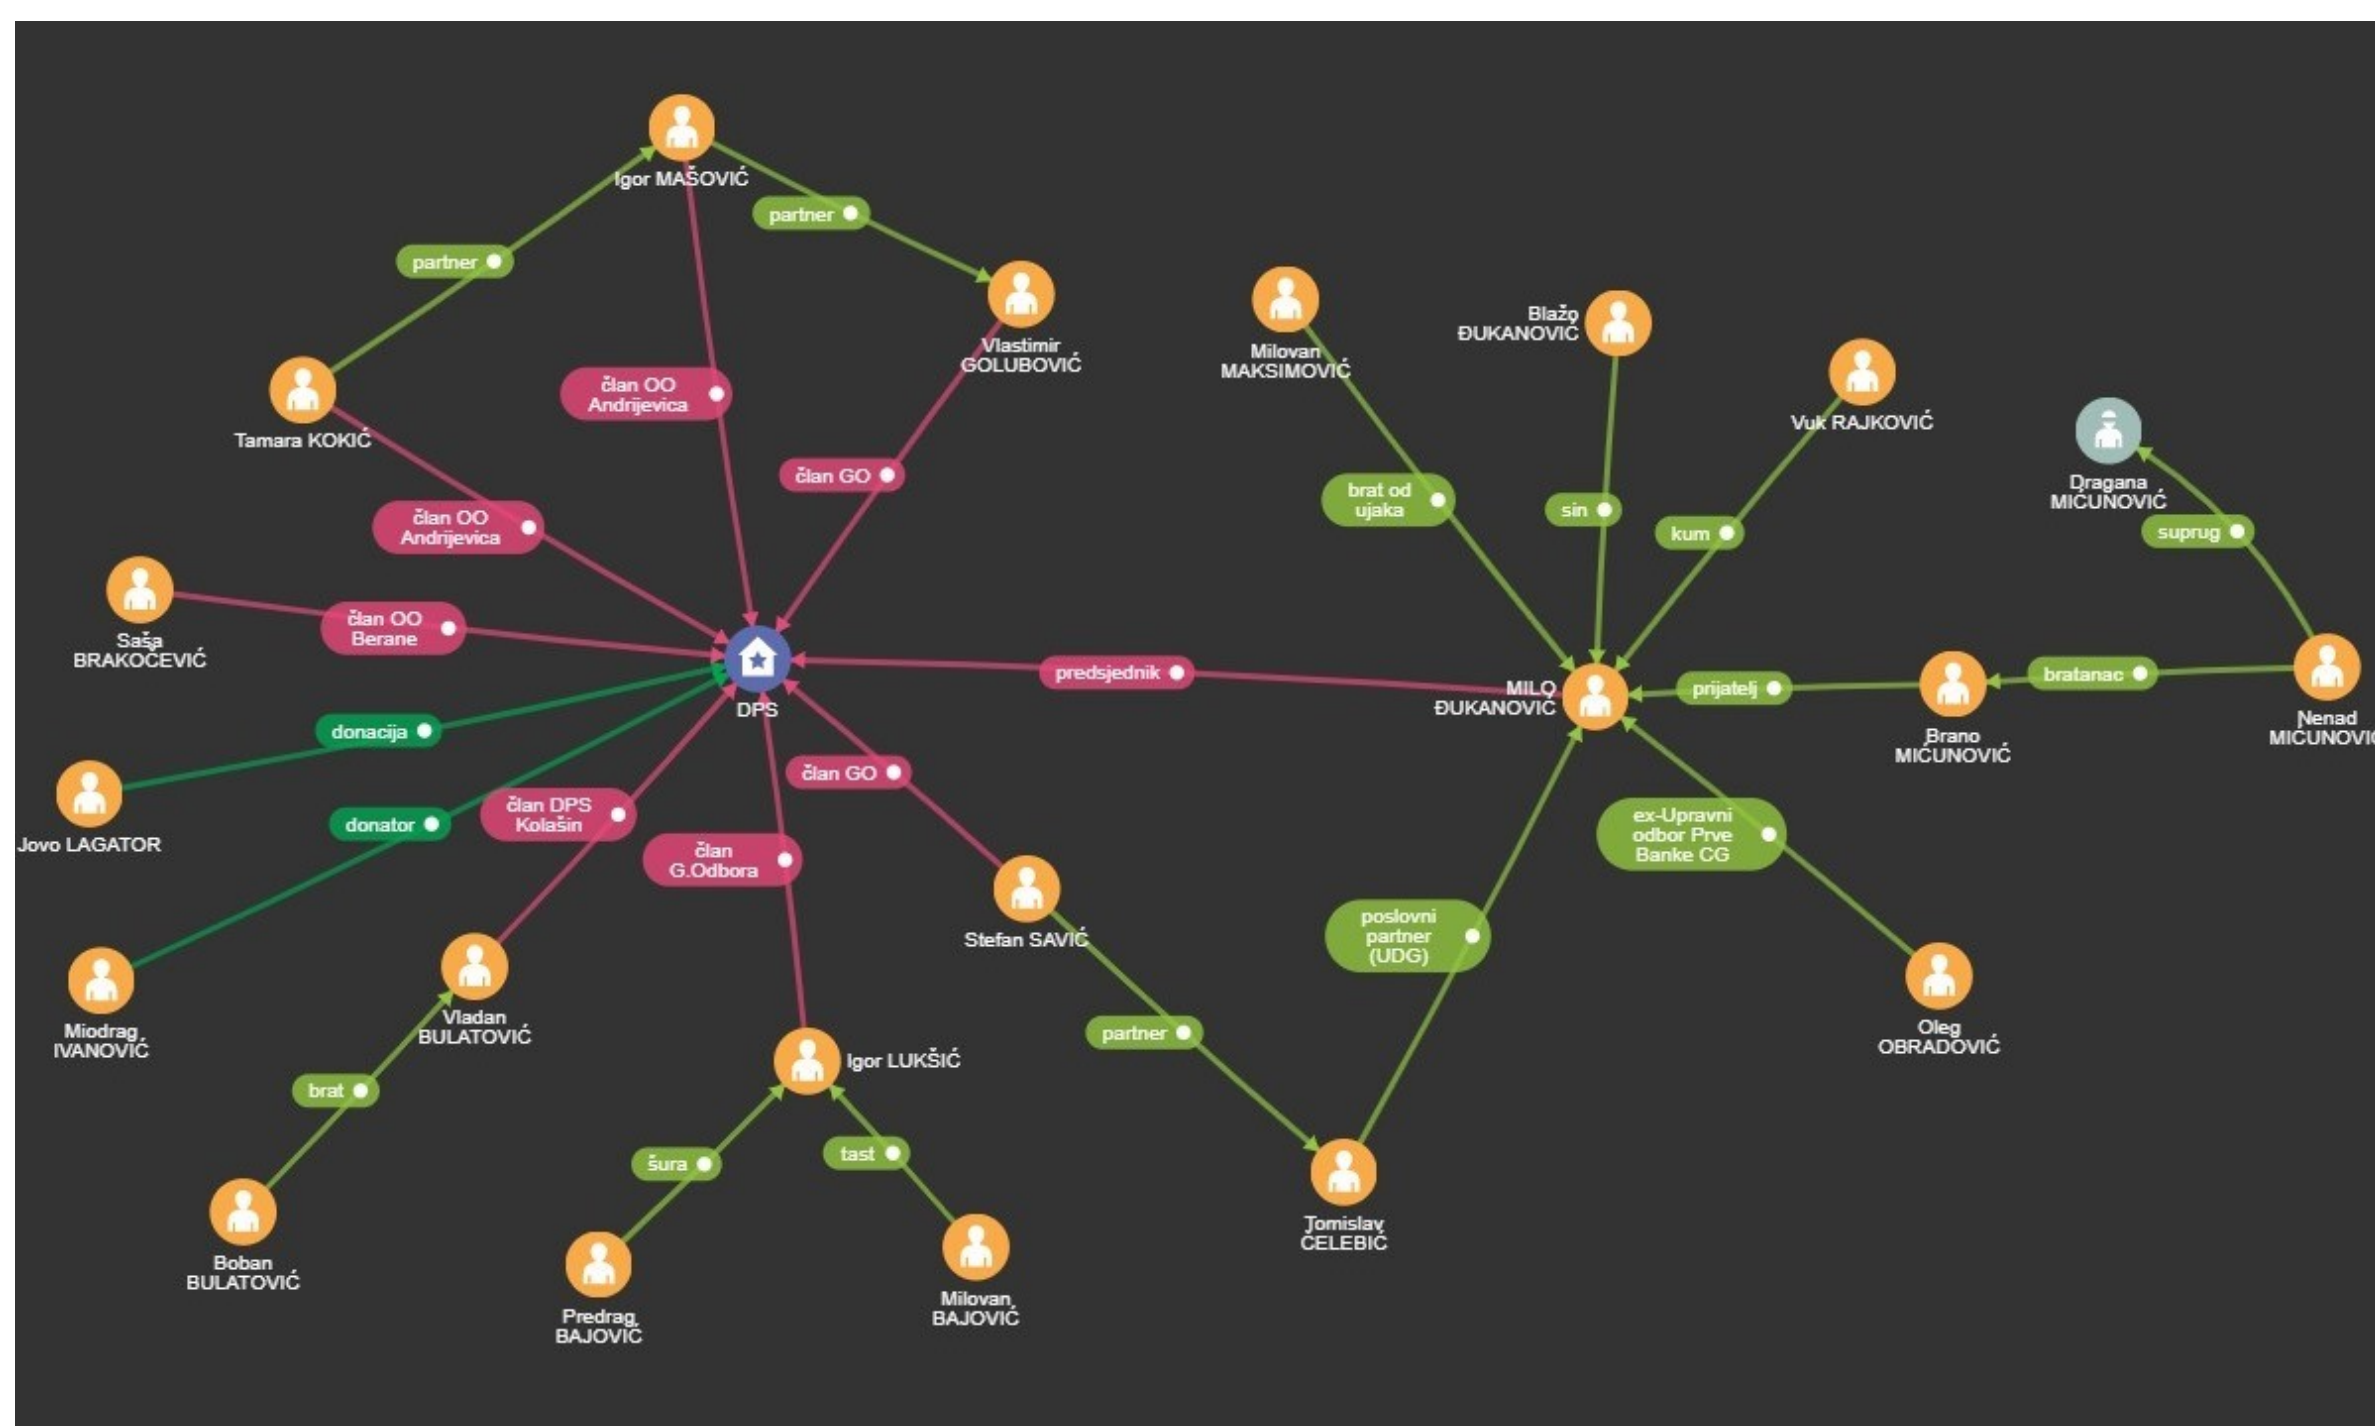 Igor MAŠOVIĆ
partner
partner
Vlastimir
GOLUBOVIĆ
Milovan
MAKSIMOVIĆ
Blažo
ĐUKANOVIĆ
Vuk RAJKOVIĆ
član OO
Andrijevica
Tamara KOKIĆ
član GO
brat od
ujaka
sin
kum
Dragana
MIĆUNOVIĆ
suprug
član OO
Andrijevica
Saša
BRAKOČEVIĆ
član OO
Berane
DPS
predsjednik
MILO
ĐUKANOVIĆ
prijatelj
Brano
MIĆUNOVIĆ
bratanac
Nenad
MIĆUNOVIĆ
donacija
Jovo LAGATOR
donator
član DPS
Kolašin
član GO
član
G.Odbora
ex-Upravni
odbor Prve
Banke CG
poslovni
partner
(UDG)
Stefan SAVIĆ
Miodrag
IVANOVIĆ
Vladan
BULATOVIĆ
Igor LUKŠIĆ
partner
Oleg
OBRADOVIĆ
brat
šura
tast
Boban
BULATOVIĆ
Predrag
BAJOVIĆ
Milovan
BAJOVIĆ
Tomislav
ČELEBIĆ